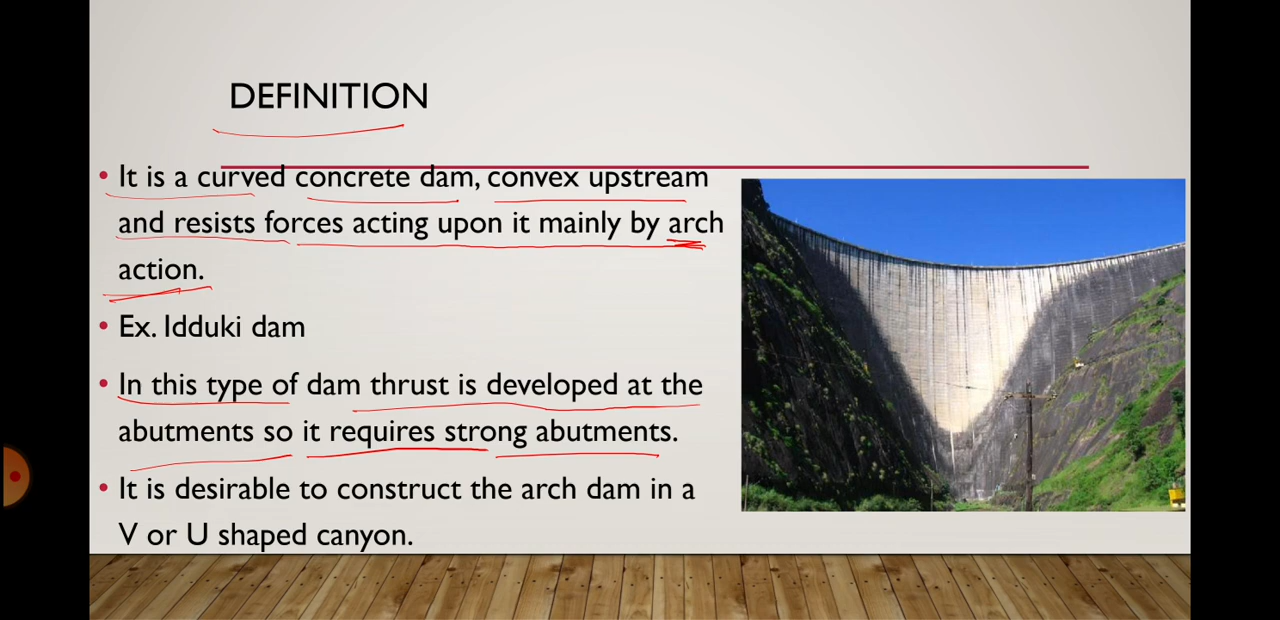 DEFINITION
• It is a curved concrete dam, convex upstream
and resists forces acting upon it mainly by arch
action.
• Ex. Idduki dam
• In this type of dam thrust is developed at the
abutments so it requires strong abutments.
• It is desirable to construct the arch dam in a
V or U shaped canyon.